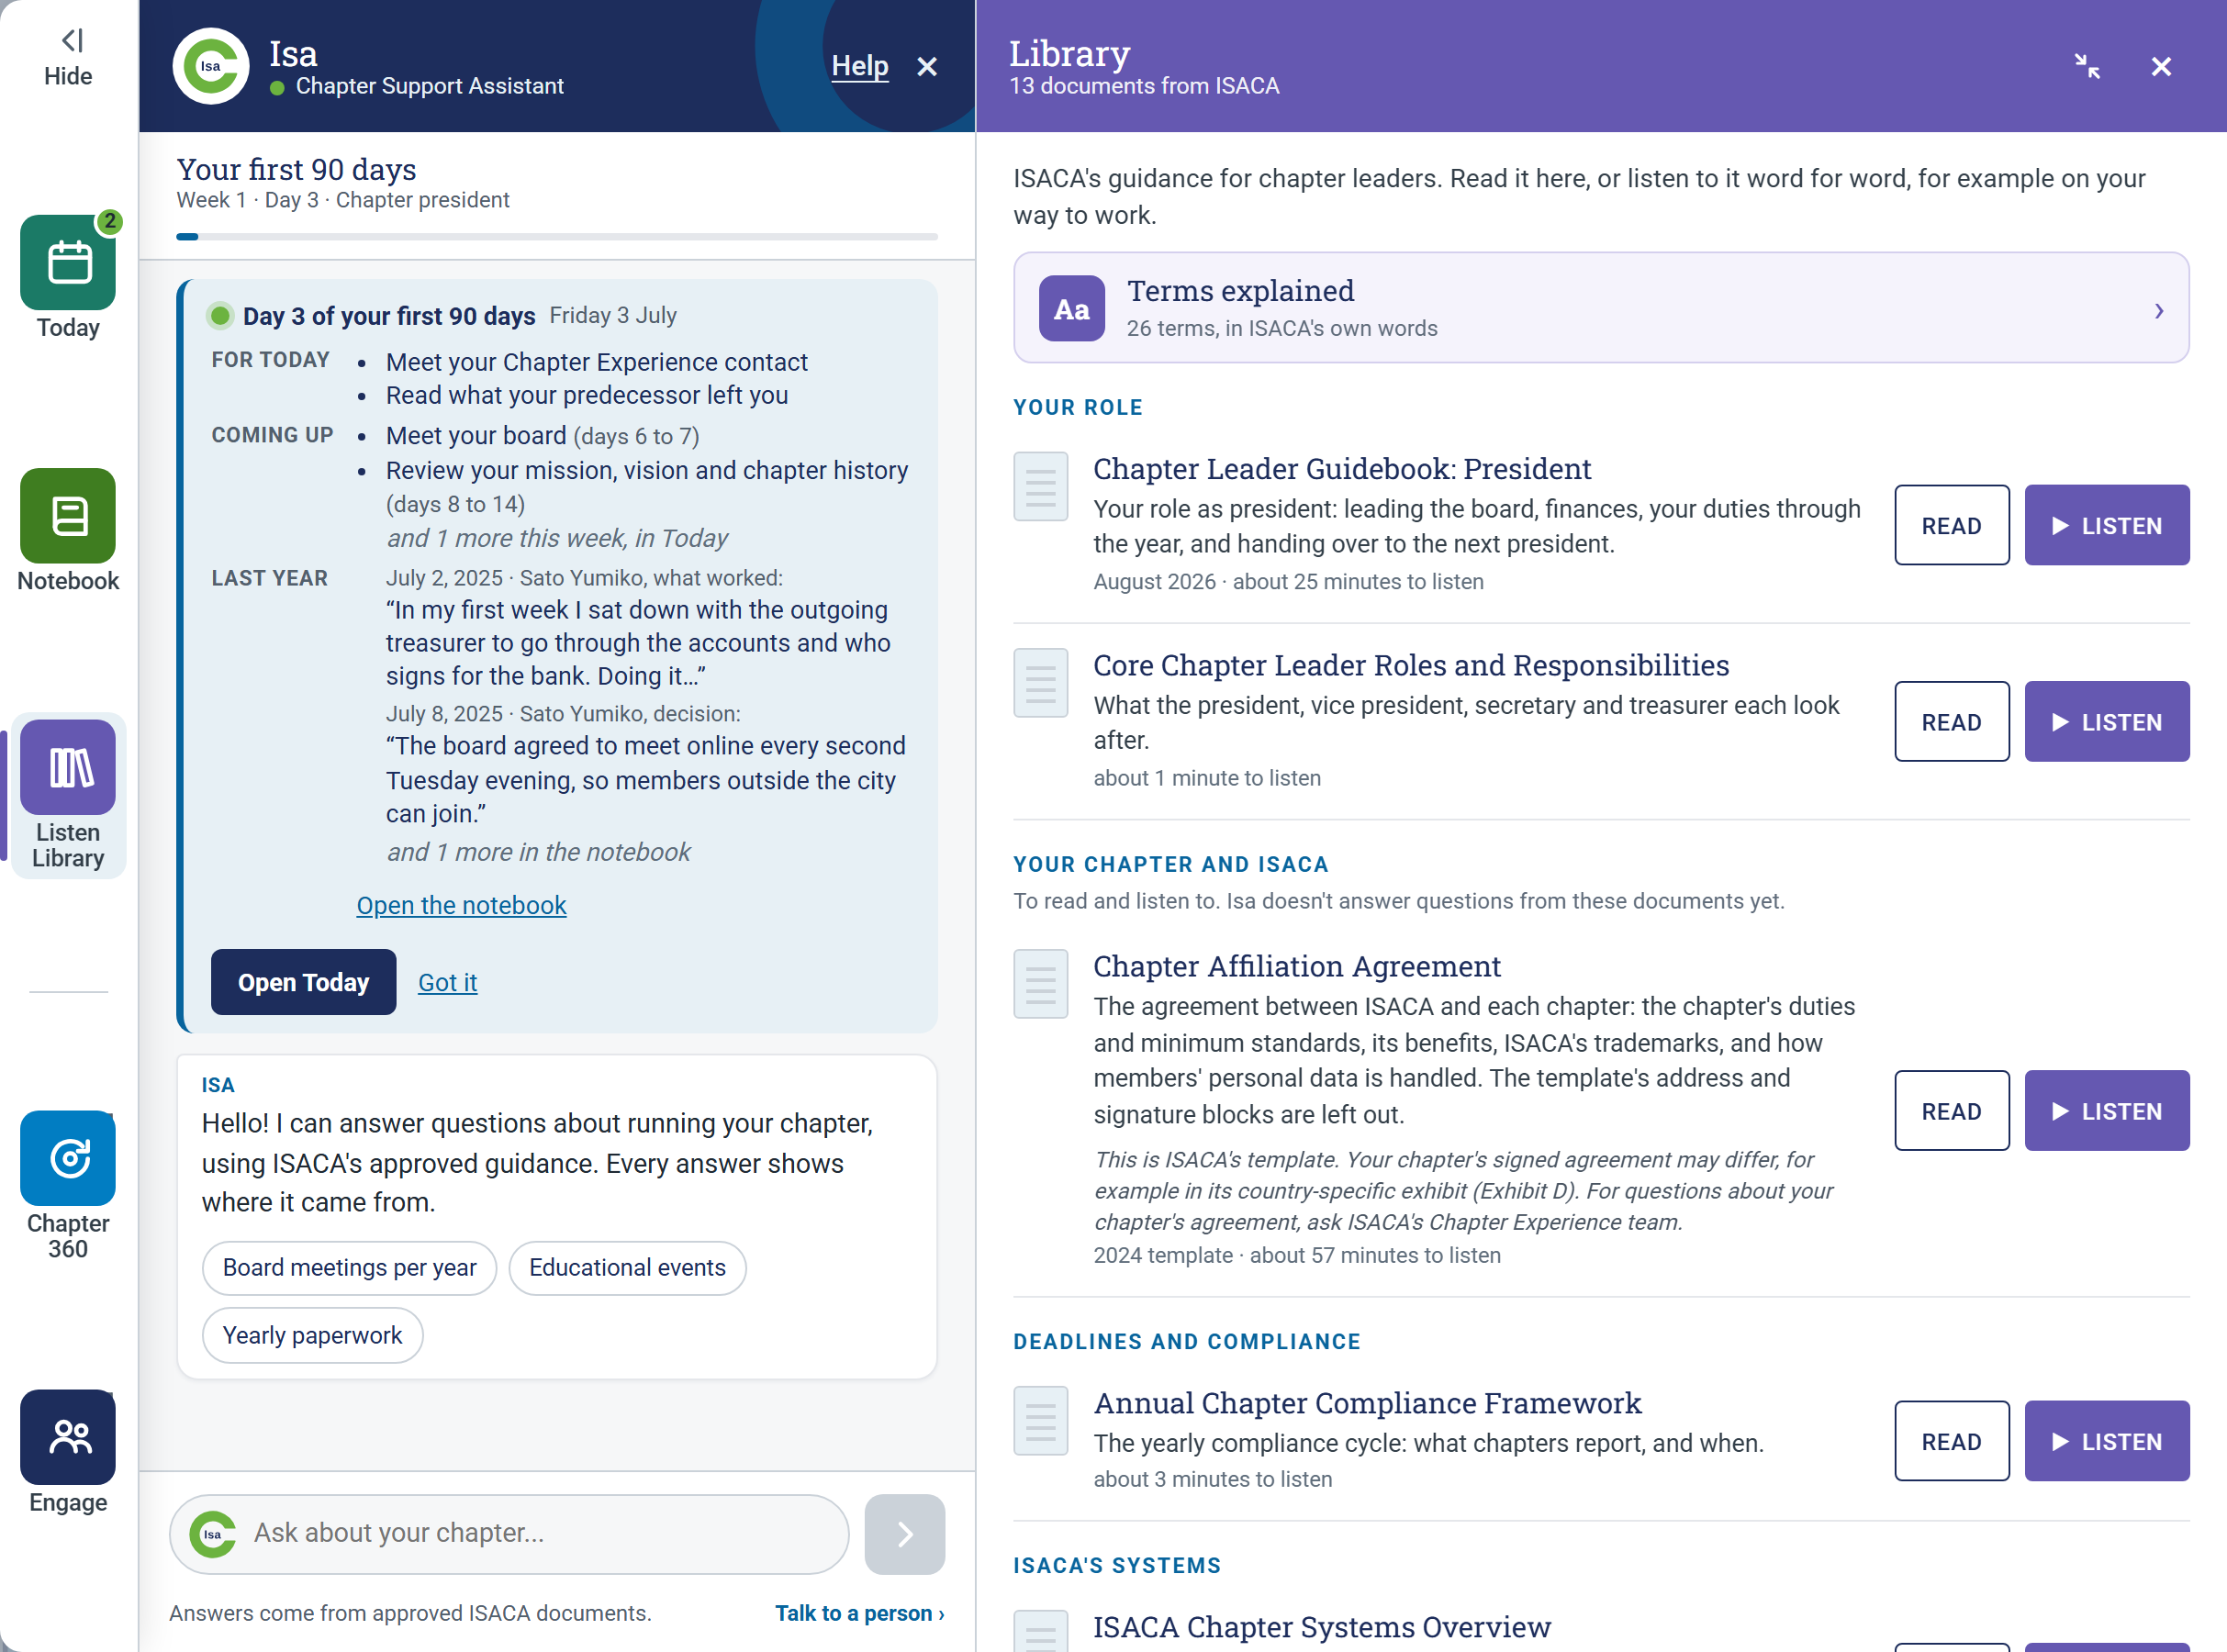 Hide
2
Today
Notebook
Listen
Library
Chapter
360
Engage
Isa
Isa
Chapter Support Assistant
Help
Your first 90 days
Week 1 · Day 3 · Chapter president
Day 3 of your first 90 days Friday 3 July
FOR TODAY
• Meet your Chapter Experience contact
• Read what your predecessor left you
COMING UP
• Meet your board (days 6 to 7)
• Review your mission, vision and chapter history
(days 8 to 14)
and 1 more this week, in Today
LAST YEAR
July 2, 2025 · Sato Yumiko, what worked:
“In my first week I sat down with the outgoing
treasurer to go through the accounts and who
signs for the bank. Doing it…”
July 8, 2025 · Sato Yumiko, decision:
“The board agreed to meet online every second
Tuesday evening, so members outside the city
can join.”
and 1 more in the notebook
Open the notebook
Open Today
Got it
ISA
Hello! I can answer questions about running your chapter,
using ISACA's approved guidance. Every answer shows
where it came from.
Board meetings per year
Educational events
Yearly paperwork
Isa
Ask about your chapter...
Answers come from approved ISACA documents.
Talk to a person ›
Library
13 documents from ISACA
ISACA's guidance for chapter leaders. Read it here, or listen to it word for word, for example on your
way to work.
Aa
Terms explained
26 terms, in ISACA's own words
YOUR ROLE
Chapter Leader Guidebook: President
Your role as president: leading the board, finances, your duties through
the year, and handing over to the next president.
August 2026 · about 25 minutes to listen
READ
LISTEN
Core Chapter Leader Roles and Responsibilities
What the president, vice president, secretary and treasurer each look
after.
about 1 minute to listen
READ
LISTEN
YOUR CHAPTER AND ISACA
To read and listen to. Isa doesn't answer questions from these documents yet.
Chapter Affiliation Agreement
The agreement between ISACA and each chapter: the chapter's duties
and minimum standards, its benefits, ISACA's trademarks, and how
members' personal data is handled. The template's address and
signature blocks are left out.
This is ISACA's template. Your chapter's signed agreement may differ, for
example in its country-specific exhibit (Exhibit D). For questions about your
chapter's agreement, ask ISACA's Chapter Experience team.
2024 template · about 57 minutes to listen
READ
LISTEN
DEADLINES AND COMPLIANCE
Annual Chapter Compliance Framework
The yearly compliance cycle: what chapters report, and when.
about 3 minutes to listen
READ
LISTEN
ISACA'S SYSTEMS
ISACA Chapter Systems Overview